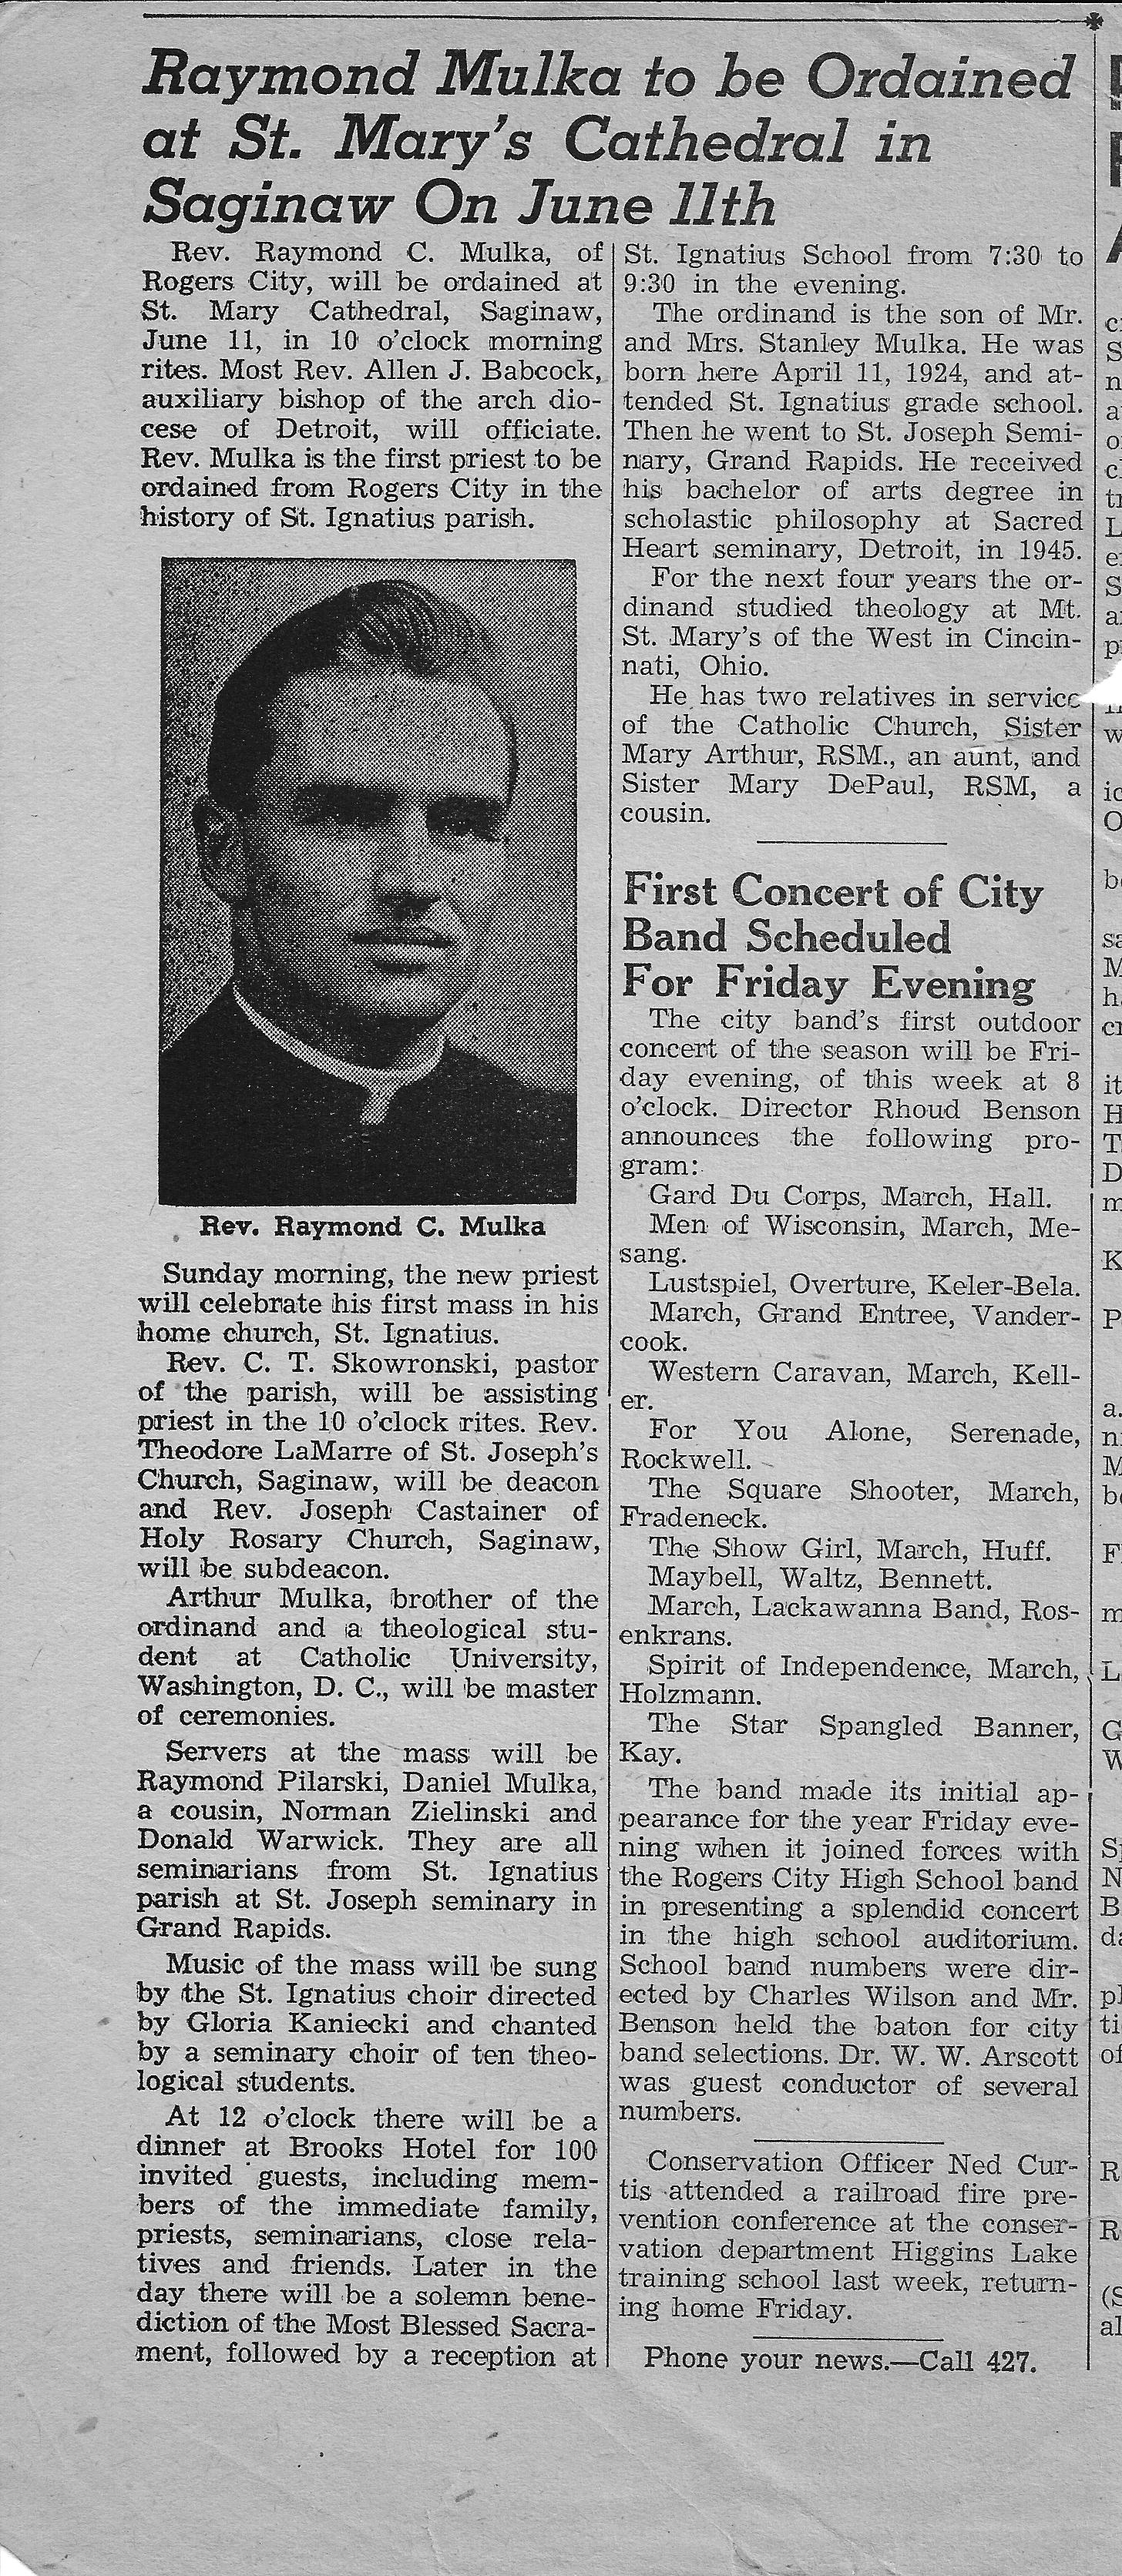 Raymond Mulka to be Ordained
at St. Mary's Cathedral in
Saginaw On June 11th
Rev. Raymond C. Mulka, of
Rogers City, will be ordained at
St. Mary Cathedral, Saginaw,
June 11, in 10 o'clock morning
rites. Most Rev. Allen J. Babcock,
auxiliary bishop of the arch dio-
cese of Detroit, will officiate.
Rev. Mulka is the first priest to be
ordained from Rogers City in the
history of St. Ignatius parish.
Rev. Raymond C. Mulka
Sunday morning, the new priest
will celebrate his first mass in his
home church, St. Ignatius.
Rev. C. T. Skowronski, pastor
of the parish, will be assisting
priest in the 10 o'clock rites. Rev.
Theodore LaMarre of St. Joseph's
Church, Saginaw, will be deacon
and Rev. Joseph Castainer of
Holy Rosary Church, Saginaw,
will be subdeacon.
Arthur Mulka, brother of the
ordinand and a theological stu-
dent at Catholic University,
Washington, D. C., will be master
of ceremonies.
Servers at the mass will be
Raymond Pilarski, Daniel Mulka,
a cousin, Norman Zielinski and
Donald Warwick. They are all
seminarians from St. Ignatius
parish at St. Joseph seminary in
Grand Rapids.
Music of the mass will be sung
by the St. Ignatius choir directed
by Gloria Kaniecki and chanted
by a seminary choir of ten theo-
logical students.
At 12 o'clock there will be a
dinner at Brooks Hotel for 100
invited guests, including mem-
bers of the immediate family,
priests, seminarians, close rela-
tives and friends. Later in the
day there will be a solemn bene-
diction of the Most Blessed Sacra-
ment, followed by a reception at
St. Ignatius School from 7:30 to
9:30 in the evening.
The ordinand is the son of Mr.
and Mrs. Stanley Mulka. He was
born here April 11, 1924, and at-
tended St. Ignatius grade school.
Then he went to St. Joseph Semi-
nary, Grand Rapids. He received
his bachelor of arts degree in
scholastic philosophy at Sacred
Heart seminary, Detroit, in 1945.
For the next four years the or-
dinand studied theology at Mt.
St. Mary's of the West in Cincin-
nati, Ohio.
He has two relatives in service
of the Catholic Church, Sister
Mary Arthur, RSM., an aunt, and
Sister Mary DePaul, RSM, a
cousin.
First Concert of City
Band Scheduled
For Friday Evening
The city band's first outdoor
concert of the season will be Fri-
day evening, of this week at 8
o'clock. Director Rhoud Benson
announces the following pro-
gram:
Gard Du Corps, March, Hall.
Men of Wisconsin, March, Me-
sang.
Lustspiel, Overture, Keler-Bela.
March, Grand Entree, Vander-
cook.
Western Caravan, March, Kell-
er.
For You Alone, Serenade,
Rockwell.
The Square Shooter, March,
Fradeneck.
The Show Girl, March, Huff.
Maybell, Waltz, Bennett.
March, Lackawanna Band, Ros-
enkrans.
Spirit of Independence, March,
Holzmann.
The Star Spangled Banner,
Kay.
The band made its initial ap-
pearance for the year Friday eve-
ning when it joined forces with
the Rogers City High School band
in presenting a splendid concert
in the high school auditorium.
School band numbers were dir-
ected by Charles Wilson and Mr.
Benson held the baton for city
band selections. Dr. W. W. Arscott
was guest conductor of several
numbers.
Conservation Officer Ned Cur-
tis attended a railroad fire pre-
vention conference at the conser-
vation department Higgins Lake
training school last week, return-
ing home Friday.
Phone your news.—Call 427.